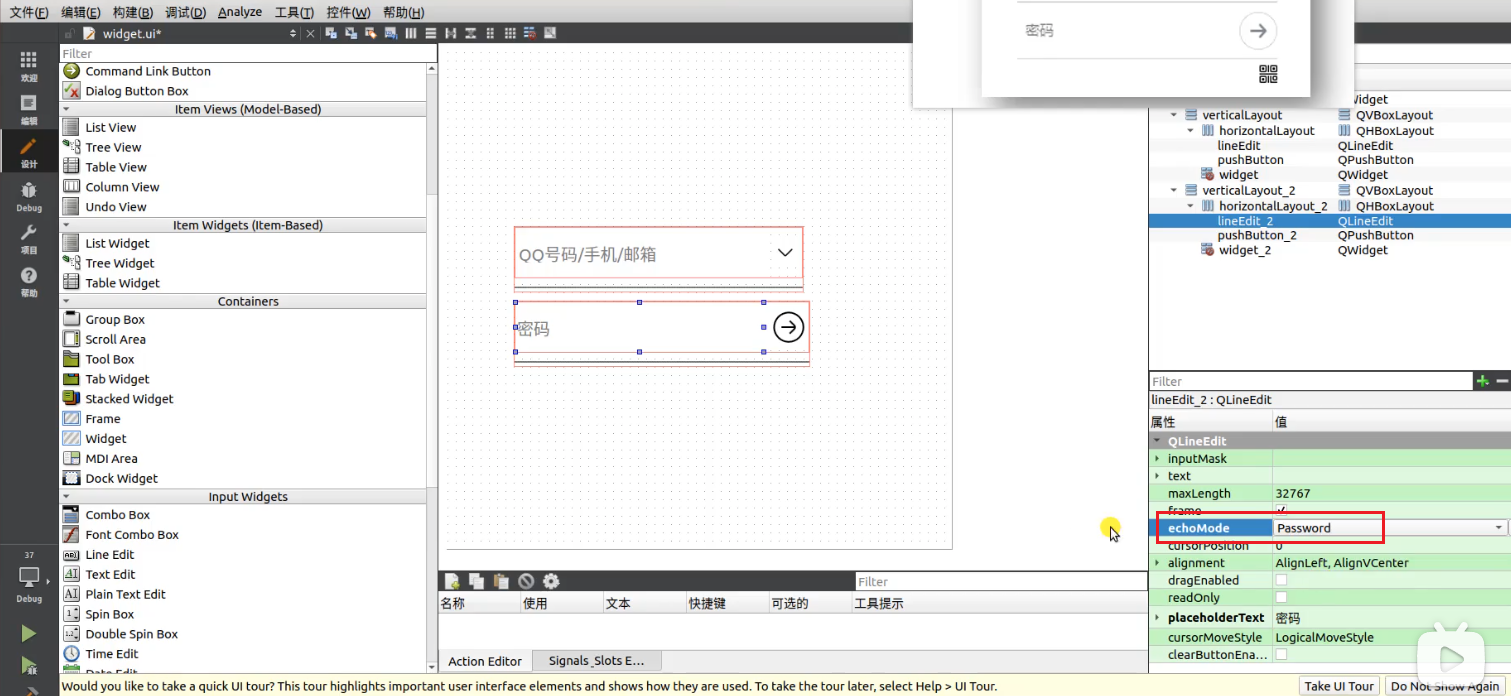 文件(F) 编辑(E) 构建(B) 调试(D) Analyze 工具(T) 控件(W) 帮助(H)
widget.ui*
欢迎
编辑
设计
Debug
项目
帮助
37
Debug
Filter
Command Link Button
Dialog Button Box
Item Views (Model-Based)
List View
Tree View
Table View
Column View
Undo View
Item Widgets (Item-Based)
List Widget
Tree Widget
Table Widget
Containers
Group Box
Scroll Area
Tool Box
Tab Widget
Stacked Widget
Frame
Widget
MDI Area
Dock Widget
Input Widgets
Combo Box
Font Combo Box
Line Edit
Text Edit
Plain Text Edit
Spin Box
Double Spin Box
Time Edit
Date Edit
QQ号码/手机/邮箱
密码
密码
Filter
名称 使用 文本 快捷键 可选的 工具提示
Action Editor Signals_Slots E...
verticalLayout QVBoxLayout
horizontalLayout QHBoxLayout
lineEdit QLineEdit
pushButton QPushButton
widget QWidget
verticalLayout_2 QVBoxLayout
horizontalLayout_2 QHBoxLayout
lineEdit_2 QLineEdit
pushButton_2 QPushButton
widget_2 QWidget
Filter
lineEdit_2 : QLineEdit
属性 值
QLineEdit
inputMask
text
maxLength 32767
frame
echoMode Password
cursorPosition 0
alignment AlignLeft, AlignVCenter
dragEnabled
readOnly
placeholderText 密码
cursorMoveStyle LogicalMoveStyle
clearButtonEna...
Would you like to take a quick UI tour? This tour highlights important user interface elements and shows how they are used. To take the tour later, select Help > UI Tour.
Take UI Tour Do Not Show Again